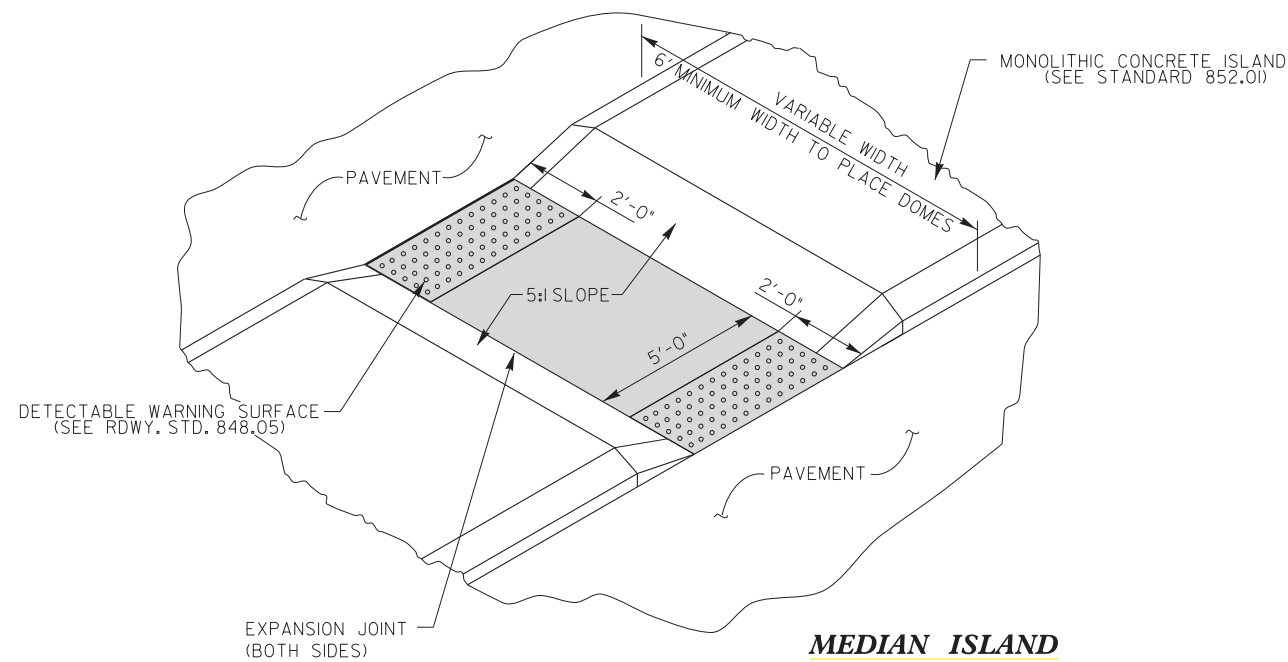 MONOLITHIC CONCRETE ISLAND
(SEE STANDARD 852.01)
VARIABLE WIDTH
6' MINIMUM WIDTH TO PLACE DOMES
PAVEMENT
2'-0"
5:1 SLOPE
2'-0"
5'-0"
DETECTABLE WARNING SURFACE
(SEE RDWY. STD. 848.05)
PAVEMENT
EXPANSION JOINT
(BOTH SIDES)
MEDIAN ISLAND